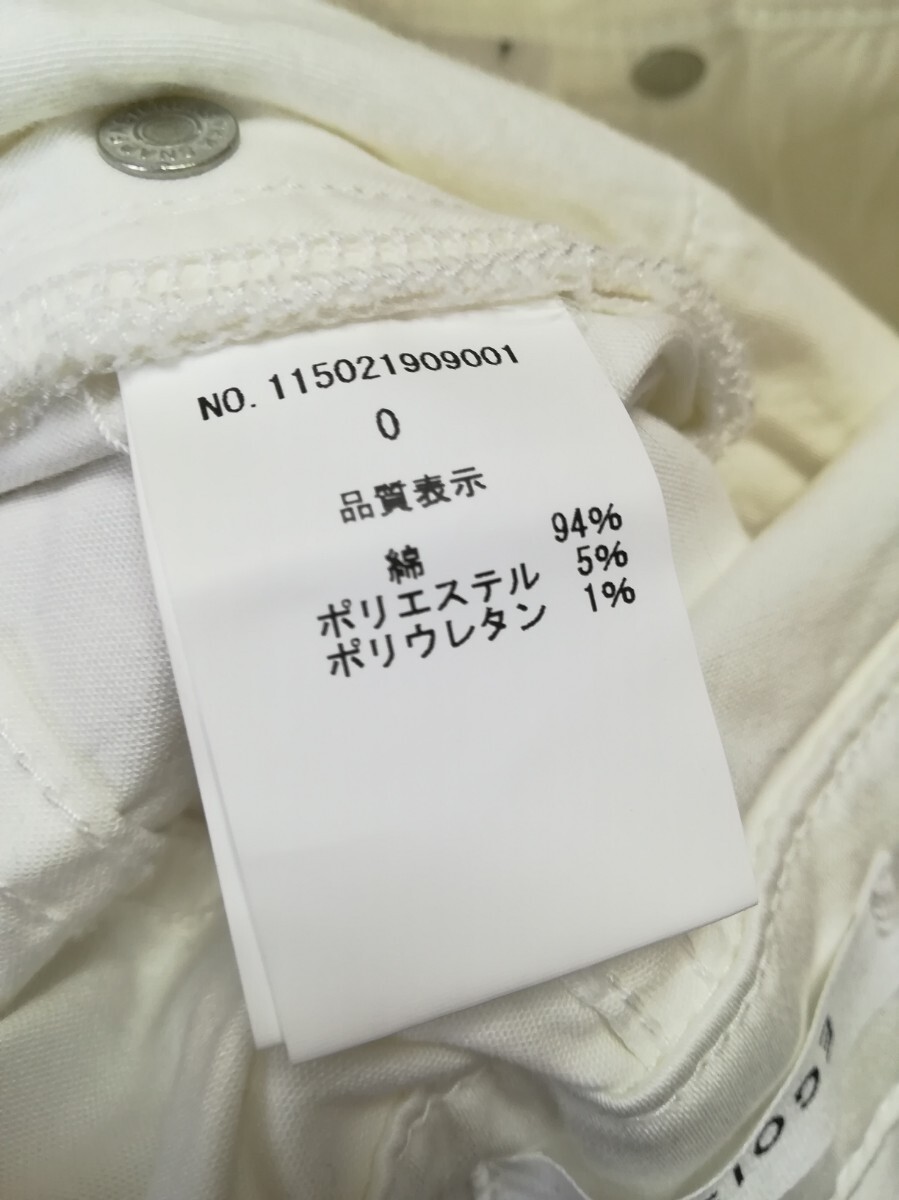 NO. 115021909001
0
品質表示
綿 94%
ポリエステル 5%
ポリウレタン 1%
EGOI